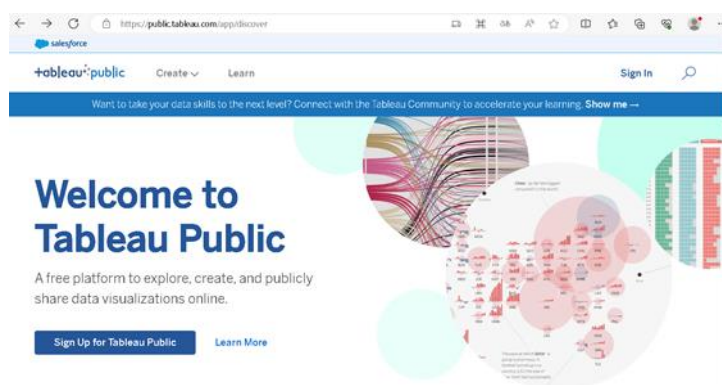 https://public.tableau.com/app/discover
salesforce
+ableau public Create Learn Sign In
Want to take your data skills to the next level? Connect with the Tableau Community to accelerate your learning. Show me →
Welcome to
Tableau Public
A free platform to explore, create, and publicly
share data visualizations online.
Sign Up for Tableau Public Learn More